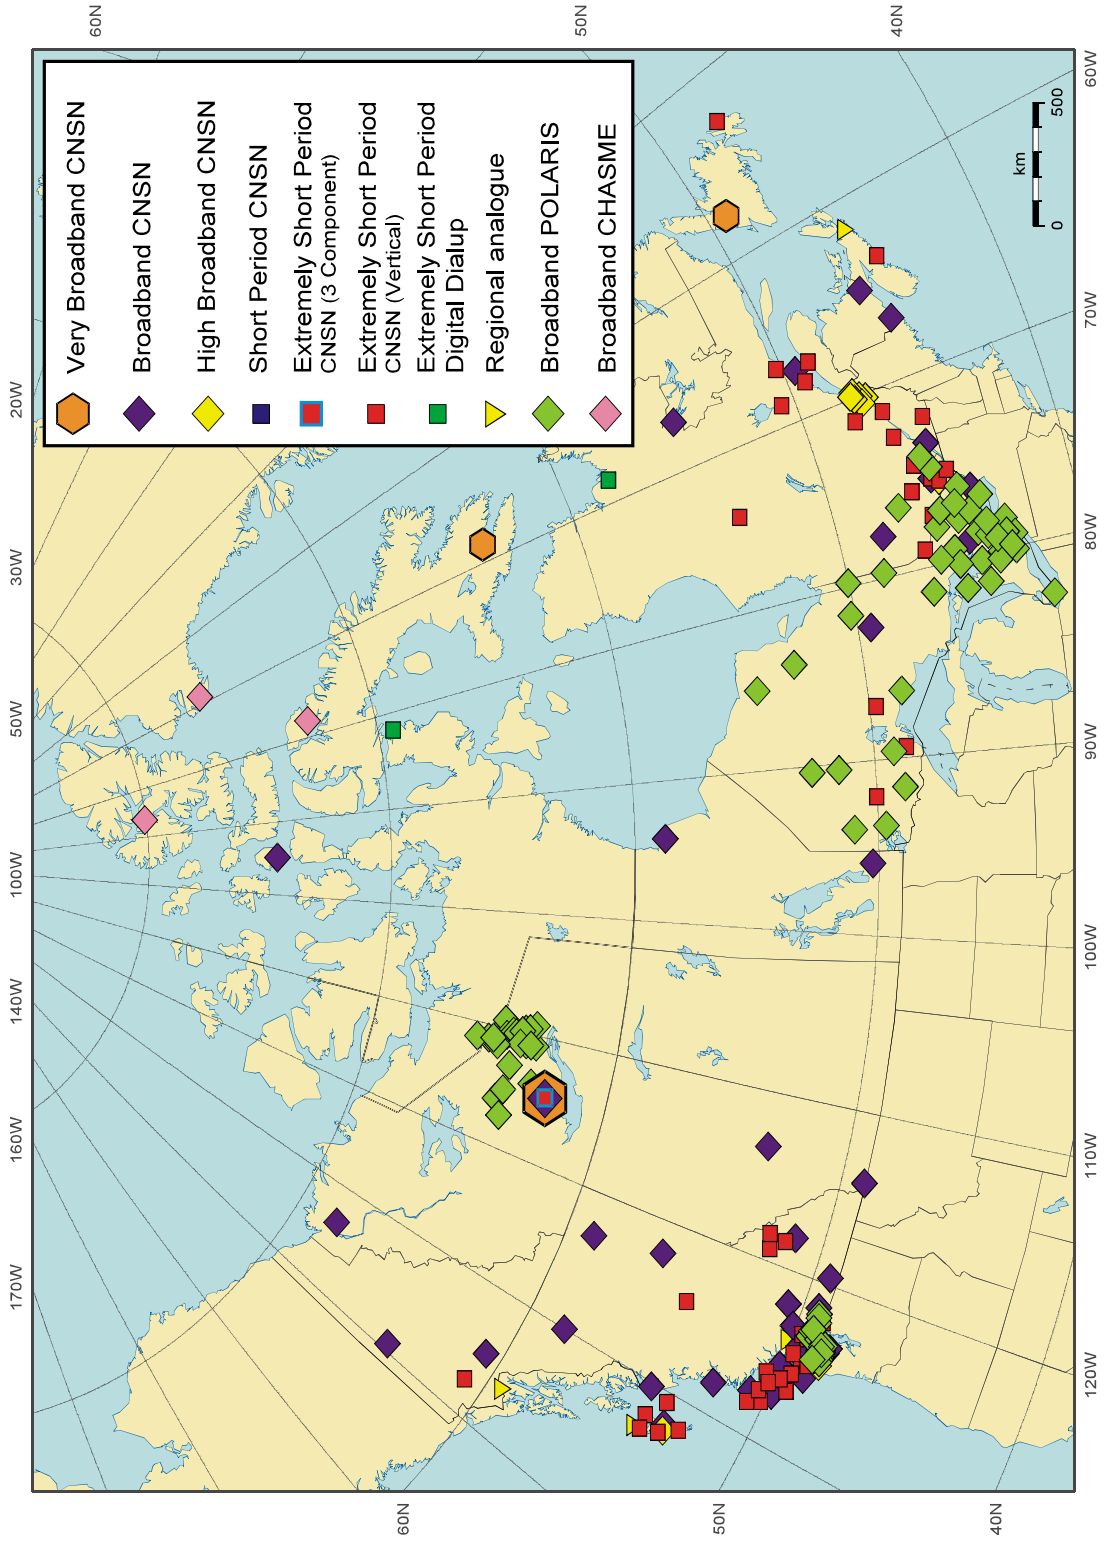 60N
50N
40N
Very Broadband CNSN
Broadband CNSN
High Broadband CNSN
Short Period CNSN
Extremely Short Period
CNSN (3 Component)
Extremely Short Period
CNSN (Vertical)
Extremely Short Period
Digital Dialup
Regional analogue
Broadband POLARIS
Broadband CHASME
km
0
500
20W
30W
50W
100W
140W
160W
170W
60W
70W
80W
90W
100W
110W
120W
60N
50N
40N